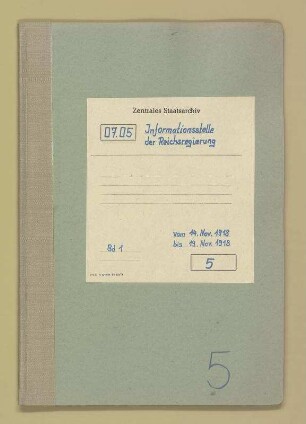 Zentrales Staatsarchiv
07.05 Informationsstelle
der Reichsregierung
vom 14. Nov. 1918
Bd 1 bis 19. Nov. 1918
5
5